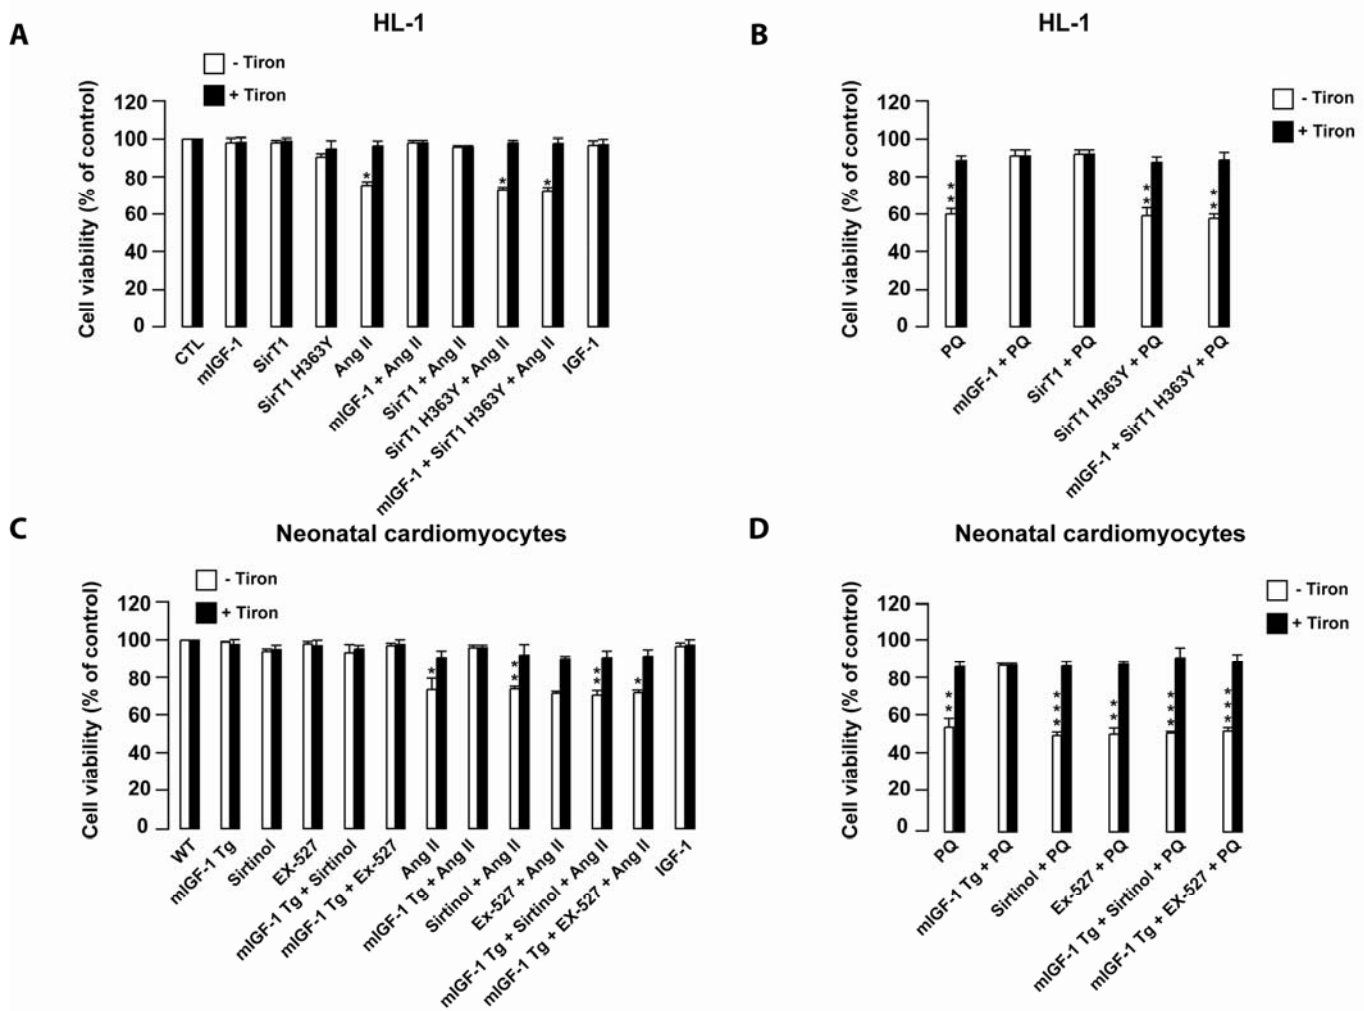 A
HL-1
- Tiron
+ Tiron
Cell viability (% of control)
120
100
80
60
40
20
0
*
*
*
CTL
mIGF-1
SirT1
SirT1 H363Y
Ang II
mIGF-1 + Ang II
SirT1 + Ang II
SirT1 H363Y + Ang II
mIGF-1 + SirT1 H363Y + Ang II
IGF-1
B
HL-1
- Tiron
+ Tiron
Cell viability (% of control)
120
100
80
60
40
20
0
**
**
**
PQ
mIGF-1 + PQ
SirT1 + PQ
SirT1 H363Y + PQ
mIGF-1 + SirT1 H363Y + PQ
C
Neonatal cardiomyocytes
- Tiron
+ Tiron
Cell viability (% of control)
120
100
80
60
40
20
0
*
**
**
*
WT
mIGF-1 Tg
Sirtinol
EX-527
mIGF-1 Tg + Sirtinol
mIGF-1 Tg + Ex-527
Ang II
mIGF-1 Tg + Ang II
Sirtinol + Ang II
Ex-527 + Ang II
mIGF-1 Tg + Sirtinol + Ang II
mIGF-1 Tg + EX-527 + Ang II
IGF-1
D
Neonatal cardiomyocytes
- Tiron
+ Tiron
Cell viability (% of control)
120
100
80
60
40
20
0
**
***
**
***
***
PQ
mIGF-1 Tg + PQ
Sirtinol + PQ
Ex-527 + PQ
mIGF-1 Tg + Sirtinol + PQ
mIGF-1 Tg + EX-527 + PQ